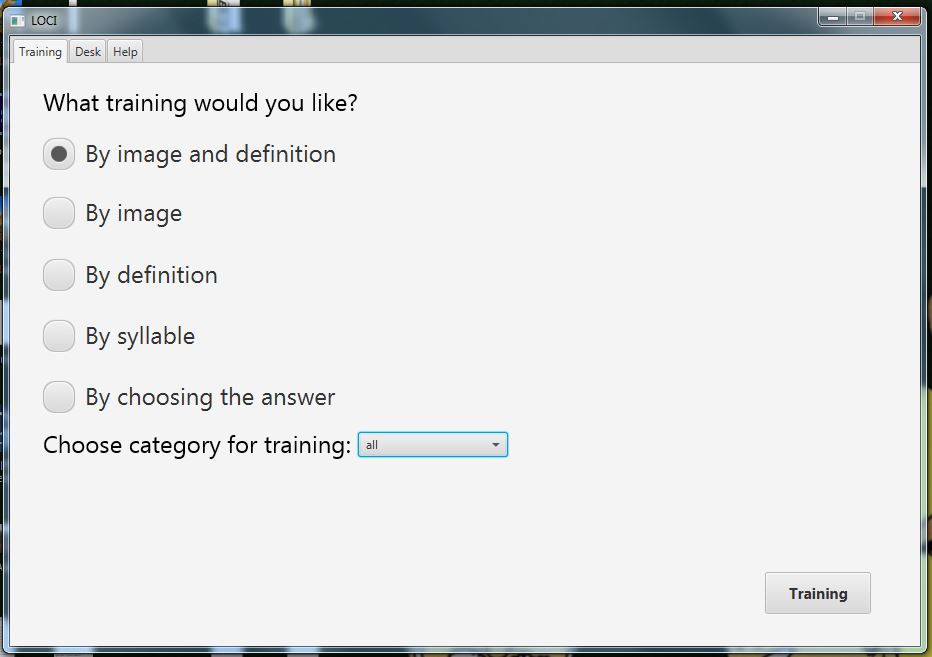 LOCI
Training Desk Help
What training would you like?
By image and definition
By image
By definition
By syllable
By choosing the answer
Choose category for training: all
Training